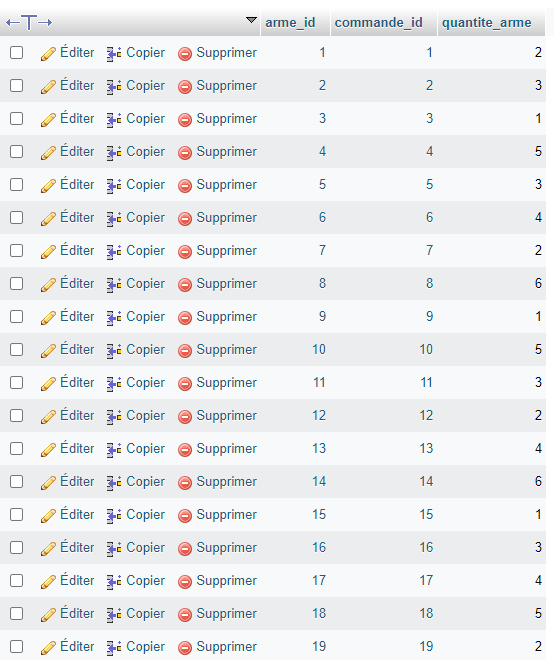 ←T→ arme_id commande_id quantite_arme
Éditer Copier Supprimer 1 1 2
Éditer Copier Supprimer 2 2 3
Éditer Copier Supprimer 3 3 1
Éditer Copier Supprimer 4 4 5
Éditer Copier Supprimer 5 5 3
Éditer Copier Supprimer 6 6 4
Éditer Copier Supprimer 7 7 2
Éditer Copier Supprimer 8 8 6
Éditer Copier Supprimer 9 9 1
Éditer Copier Supprimer 10 10 5
Éditer Copier Supprimer 11 11 3
Éditer Copier Supprimer 12 12 2
Éditer Copier Supprimer 13 13 4
Éditer Copier Supprimer 14 14 6
Éditer Copier Supprimer 15 15 1
Éditer Copier Supprimer 16 16 3
Éditer Copier Supprimer 17 17 4
Éditer Copier Supprimer 18 18 5
Éditer Copier Supprimer 19 19 2